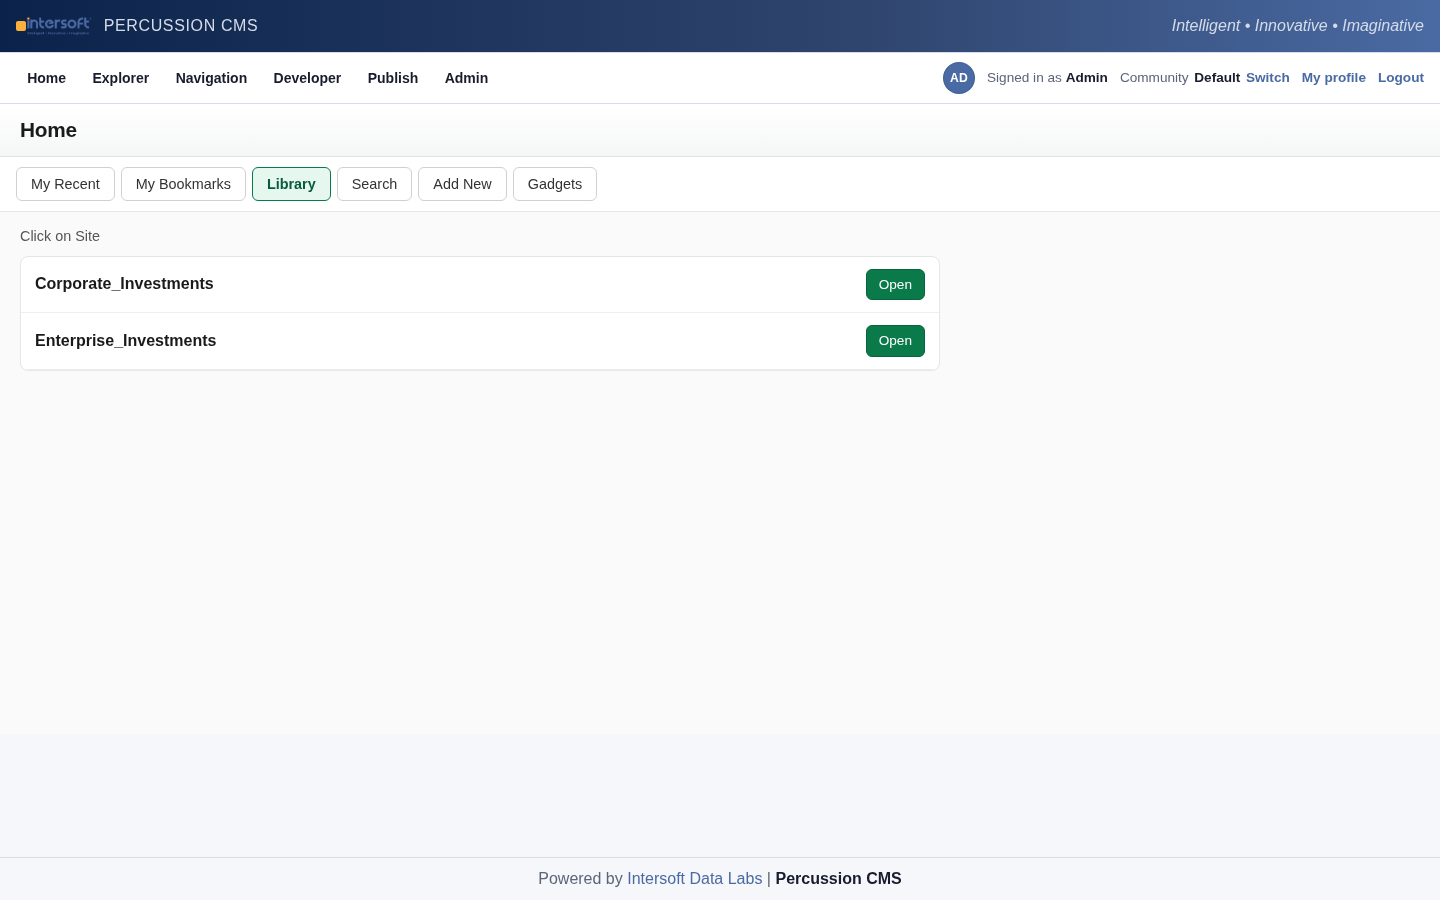 intersoft
PERCUSSION CMS
Intelligent • Innovative • Imaginative
Home
Explorer
Navigation
Developer
Publish
Admin
AD
Signed in as Admin
Community Default
Switch
My profile
Logout
Home
My Recent
My Bookmarks
Library
Search
Add New
Gadgets
Click on Site
Corporate_Investments
Open
Enterprise_Investments
Open
Powered by Intersoft Data Labs | Percussion CMS